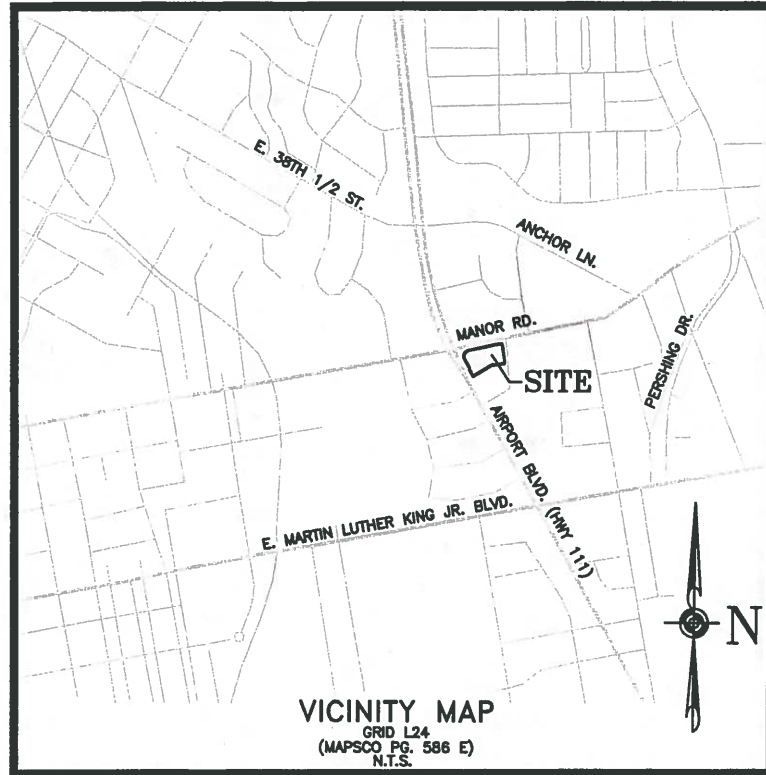 E. 38TH 1/2 ST.
ANCHOR LN.
MANOR RD.
SITE
PERSHING DR.
AIRPORT BLVD. (HWY 111)
E. MARTIN LUTHER KING JR. BLVD.
N
VICINITY MAP
GRID L24
(MAPSCO PG. 586 E)
N.T.S.